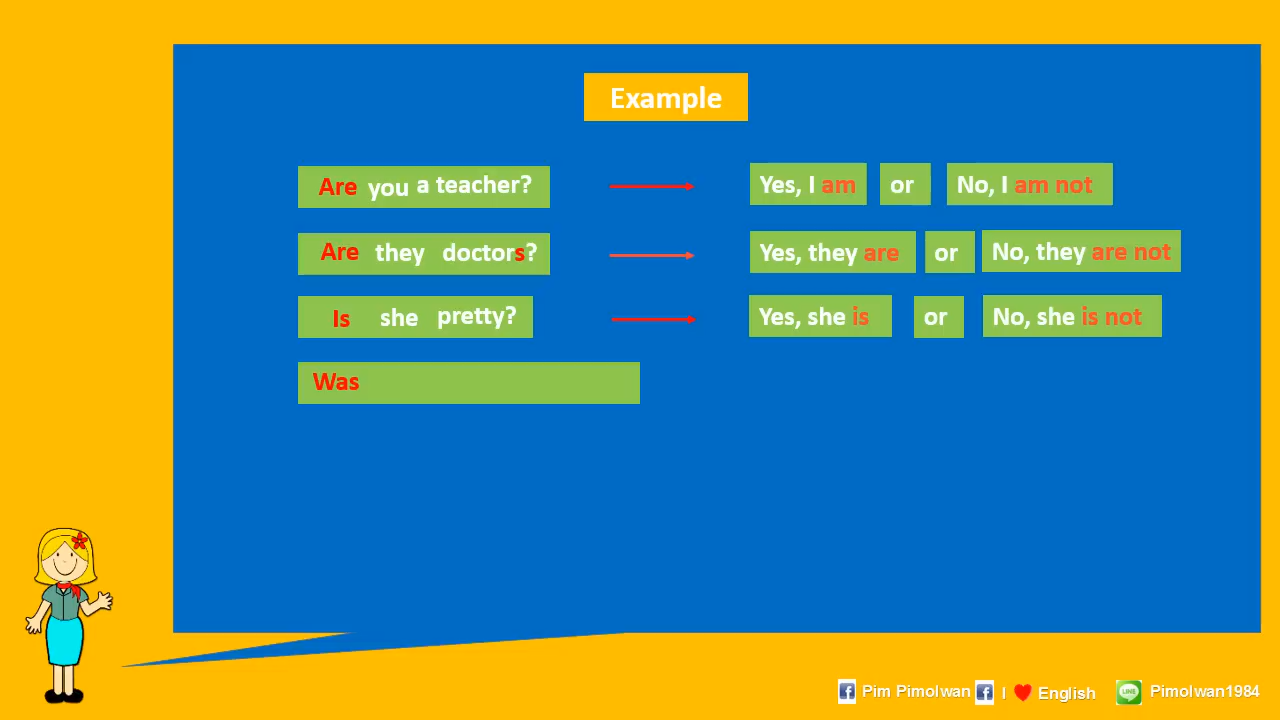 Example
Are you a teacher? Yes, I am or No, I am not
Are they doctors? Yes, they are or No, they are not
Is she pretty? Yes, she is or No, she is not
Was
Pim Pimolwan I English LINE Pimolwan1984